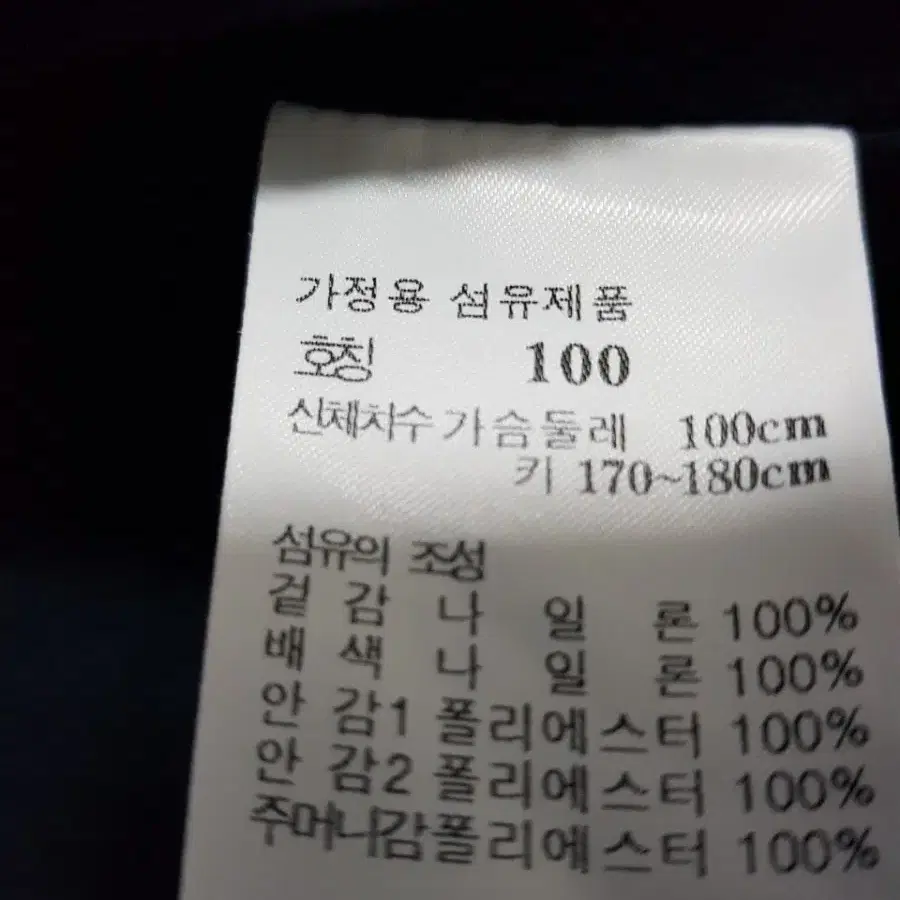 가정용 섬유제품
호칭 100
신체치수 가슴둘레 100cm
키 170~180cm
섬유의 조성
겉감 나일론 100%
배색 나일론 100%
안감1 폴리에스터 100%
안감2 폴리에스터 100%
주머니감 폴리에스터 100%